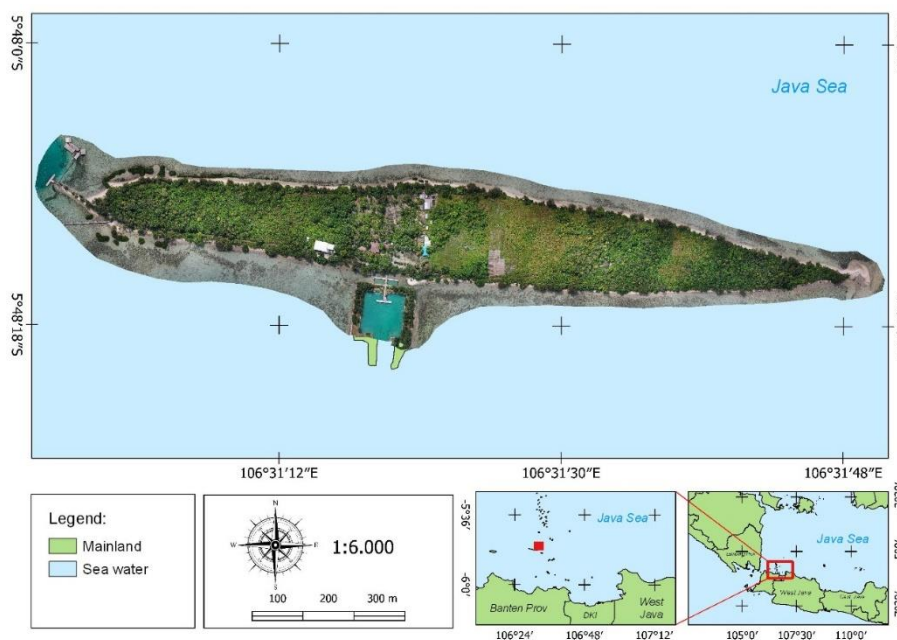 5°48'0"S
Java Sea
5°48'18"S
106°31'12"E
106°31'30"E
106°31'48"E
Legend:
Mainland
Sea water
N
W
E
S
1:6.000
100
200
300 m
5°36'
Java Sea
6°0'
Banten Prov
DKI
West
Java
106°24'
106°48'
107°12'
Java Sea
West Java
105°0'
107°30'
110°0'